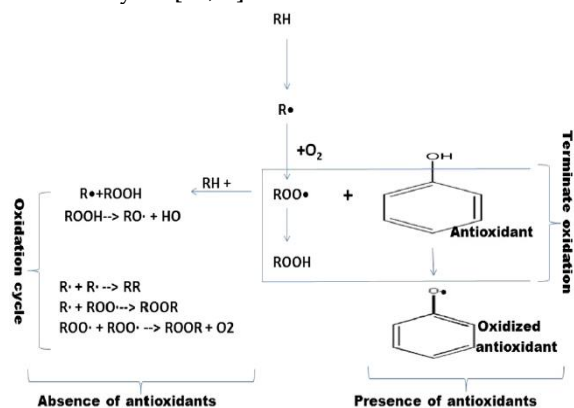 RH
R•
+O₂
RH +
ROO•
+
OH
Antioxidant
ROOH
O•
Oxidized
antioxidant
R•+ROOH
ROOH--> RO· + HO
R· + R· --> RR
R· + ROO·--> ROOR
ROO· + ROO· --> ROOR + O2
Oxidation cycle
Terminate oxidation
Absence of antioxidants
Presence of antioxidants